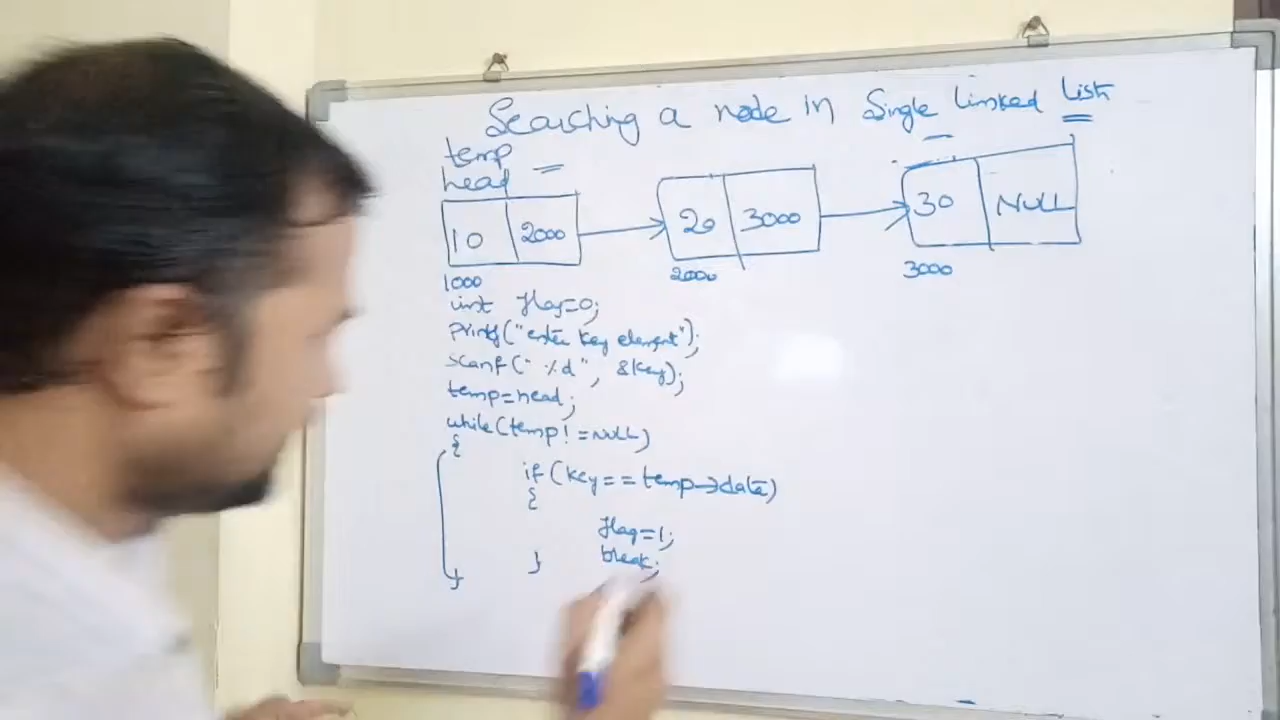 Searching a node in Single Linked List
temp
head
10 2000
20 3000
30 NULL
1000
2000
3000
int flag=0;
printf("enter key element");
scanf("%d", &key);
temp=head;
while(temp!=NULL)
{
if(key==temp->data)
{
flag=1;
break;
}
}